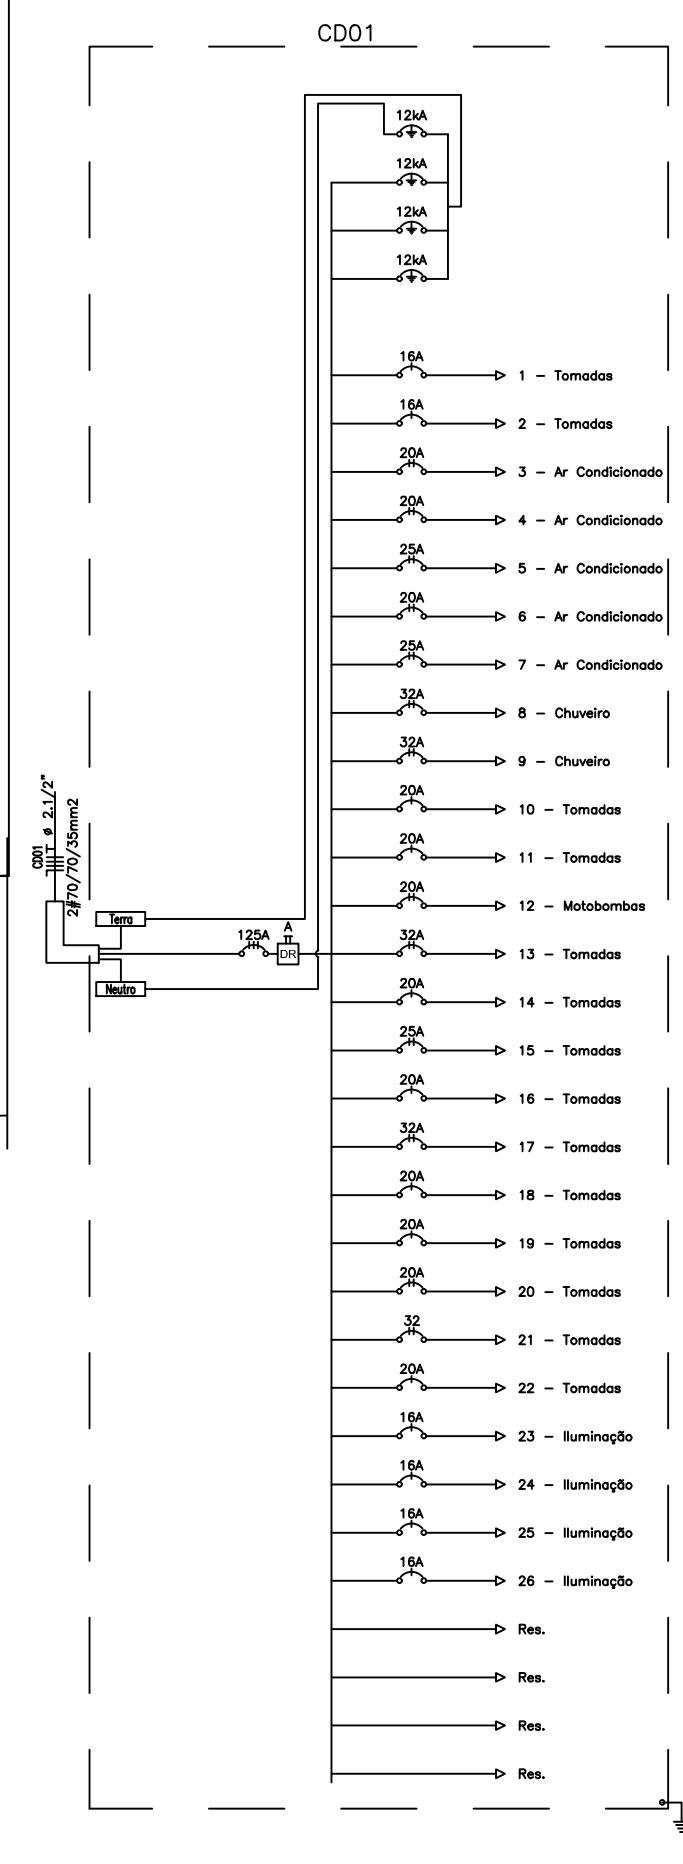 CD01
12kA
12kA
12kA
12kA
16A
1 - Tomadas
16A
2 - Tomadas
20A
3 - Ar Condicionado
20A
4 - Ar Condicionado
25A
5 - Ar Condicionado
20A
6 - Ar Condicionado
25A
7 - Ar Condicionado
32A
8 - Chuveiro
32A
9 - Chuveiro
20A
10 - Tomadas
20A
11 - Tomadas
20A
12 - Motobombas
CD01
ø 2.1/2"
2#70/70/35mm2
Terra
125A
A
DR
Neutro
32A
13 - Tomadas
20A
14 - Tomadas
25A
15 - Tomadas
20A
16 - Tomadas
32A
17 - Tomadas
20A
18 - Tomadas
20A
19 - Tomadas
20A
20 - Tomadas
32
21 - Tomadas
20A
22 - Tomadas
16A
23 - Iluminação
16A
24 - Iluminação
16A
25 - Iluminação
16A
26 - Iluminação
Res.
Res.
Res.
Res.